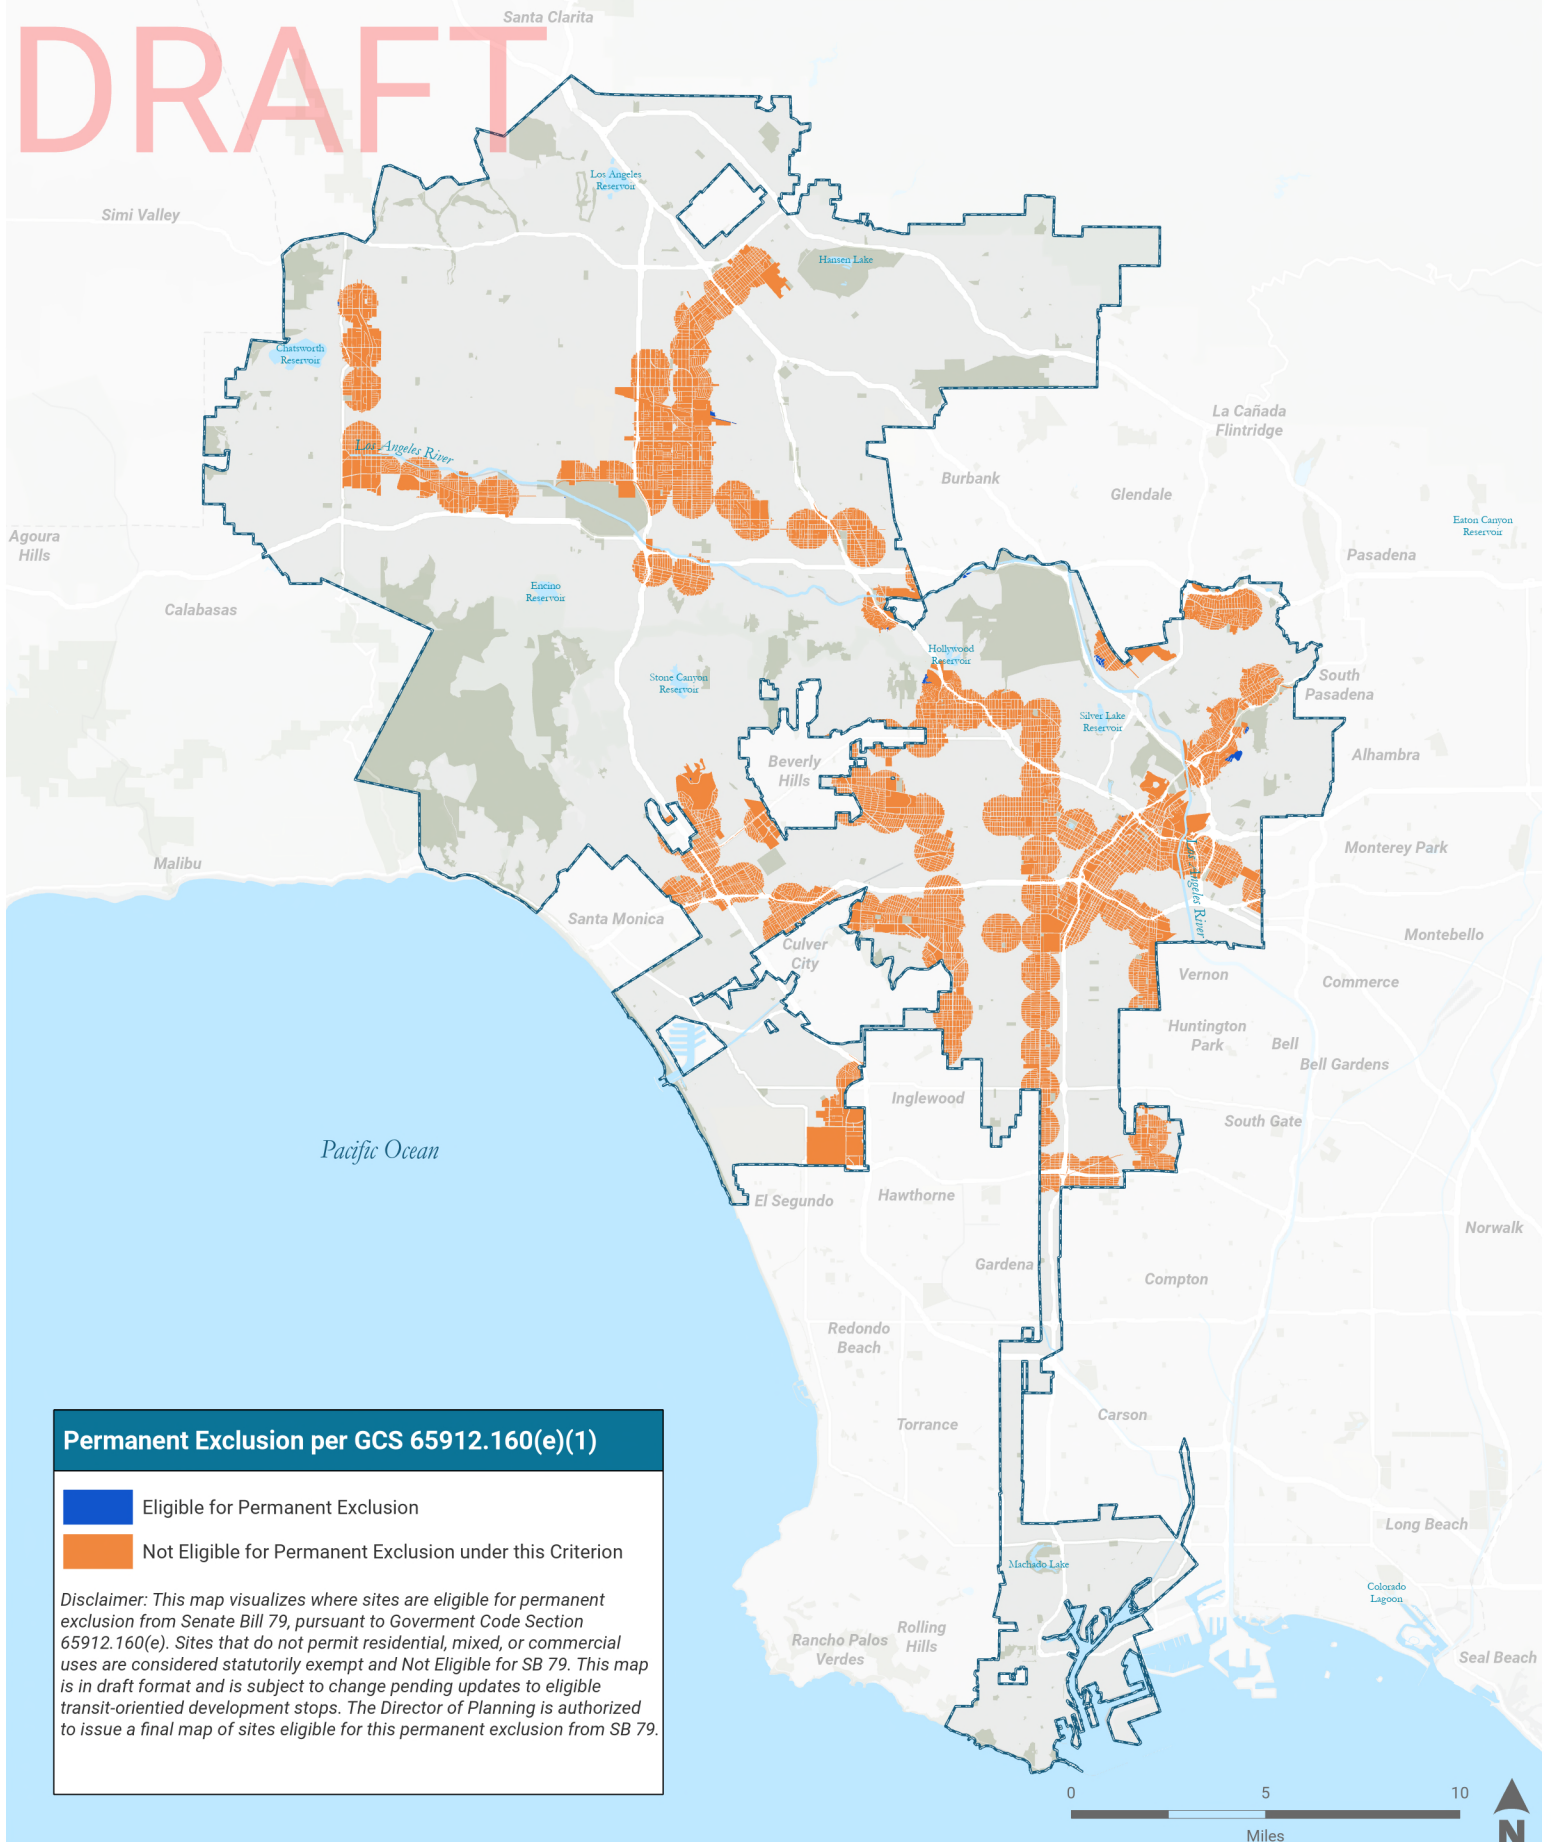 DRAFT
Santa Clarita
Los Angeles
Reservoir
Simi Valley
Hansen Lake
Chatsworth
Reservoir
La Cañada
Flintridge
Los Angeles River
Burbank
Glendale
Eaton Canyon
Reservoir
Agoura
Hills
Pasadena
Encino
Reservoir
Calabasas
Hollywood
Reservoir
Stone Canyon
Reservoir
South
Pasadena
Silver Lake
Reservoir
Beverly
Hills
Alhambra
Malibu
Monterey Park
Los Angeles River
Santa Monica
Culver
City
Montebello
Vernon
Commerce
Huntington
Park
Bell
Bell Gardens
Inglewood
South Gate
Pacific Ocean
El Segundo
Hawthorne
Norwalk
Gardena
Compton
Redondo
Beach
Torrance
Carson
Permanent Exclusion per GCS 65912.160(e)(1)
Eligible for Permanent Exclusion
Not Eligible for Permanent Exclusion under this Criterion
Disclaimer: This map visualizes where sites are eligible for permanent
exclusion from Senate Bill 79, pursuant to Goverment Code Section
65912.160(e). Sites that do not permit residential, mixed, or commercial
uses are considered statutorily exempt and Not Eligible for SB 79. This map
is in draft format and is subject to change pending updates to eligible
transit-orientied development stops. The Director of Planning is authorized
to issue a final map of sites eligible for this permanent exclusion from SB 79.
Long Beach
Machado Lake
Colorado
Lagoon
Rolling
Hills
Rancho Palos
Verdes
Seal Beach
0 5 10
Miles
N